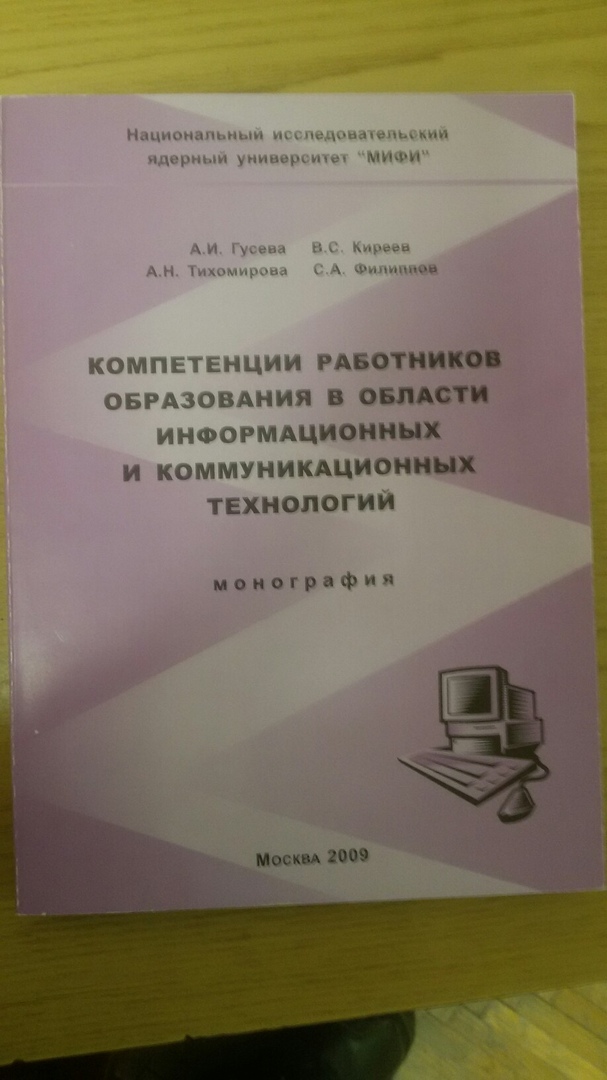 Национальный исследовательский
ядерный университет "МИФИ"
А.И. Гусева В.С. Киреев
А.Н. Тихомирова С.А. Филиппов
КОМПЕТЕНЦИИ РАБОТНИКОВ
ОБРАЗОВАНИЯ В ОБЛАСТИ
ИНФОРМАЦИОННЫХ
И КОММУНИКАЦИОННЫХ
ТЕХНОЛОГИЙ
монография
Москва 2009